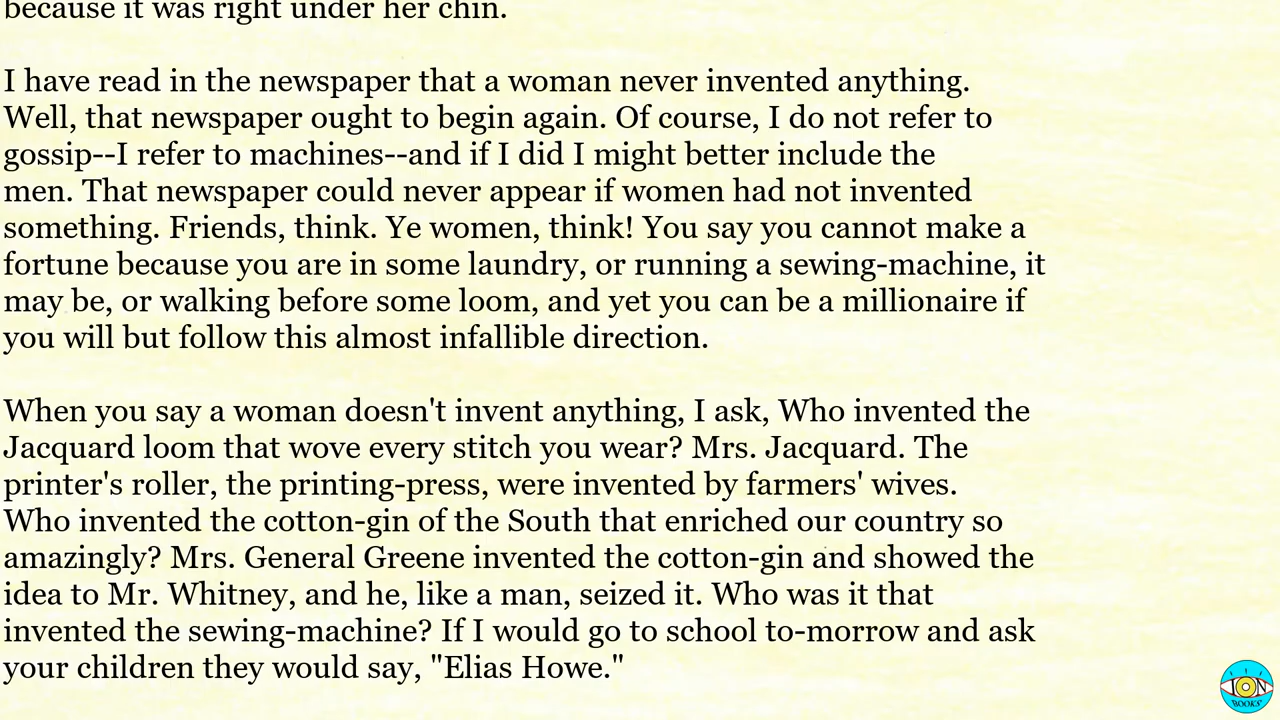 because it was right under her chin.
I have read in the newspaper that a woman never invented anything.
Well, that newspaper ought to begin again. Of course, I do not refer to
gossip--I refer to machines--and if I did I might better include the
men. That newspaper could never appear if women had not invented
something. Friends, think. Ye women, think! You say you cannot make a
fortune because you are in some laundry, or running a sewing-machine, it
may be, or walking before some loom, and yet you can be a millionaire if
you will but follow this almost infallible direction.
When you say a woman doesn't invent anything, I ask, Who invented the
Jacquard loom that wove every stitch you wear? Mrs. Jacquard. The
printer's roller, the printing-press, were invented by farmers' wives.
Who invented the cotton-gin of the South that enriched our country so
amazingly? Mrs. General Greene invented the cotton-gin and showed the
idea to Mr. Whitney, and he, like a man, seized it. Who was it that
invented the sewing-machine? If I would go to school to-morrow and ask
your children they would say, "Elias Howe."
ION
BOOKS